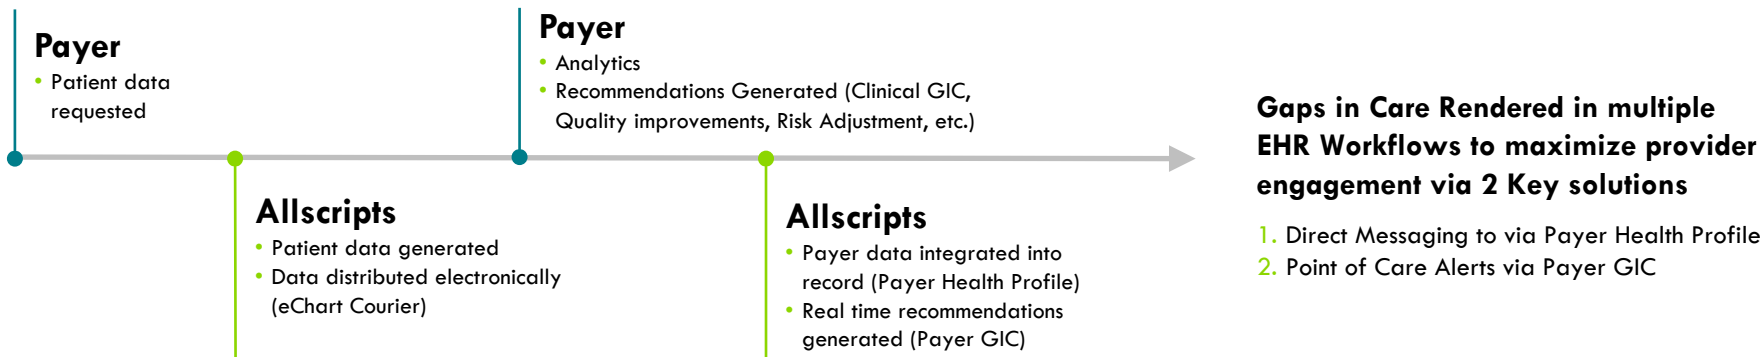 Payer
• Patient data
requested
Allscripts
• Patient data generated
• Data distributed electronically
(eChart Courier)
Payer
• Analytics
• Recommendations Generated (Clinical GIC,
Quality improvements, Risk Adjustment, etc.)
Allscripts
• Payer data integrated into
record (Payer Health Profile)
• Real time recommendations
generated (Payer GIC)
Gaps in Care Rendered in multiple
EHR Workflows to maximize provider
engagement via 2 Key solutions
1. Direct Messaging to via Payer Health Profile
2. Point of Care Alerts via Payer GIC